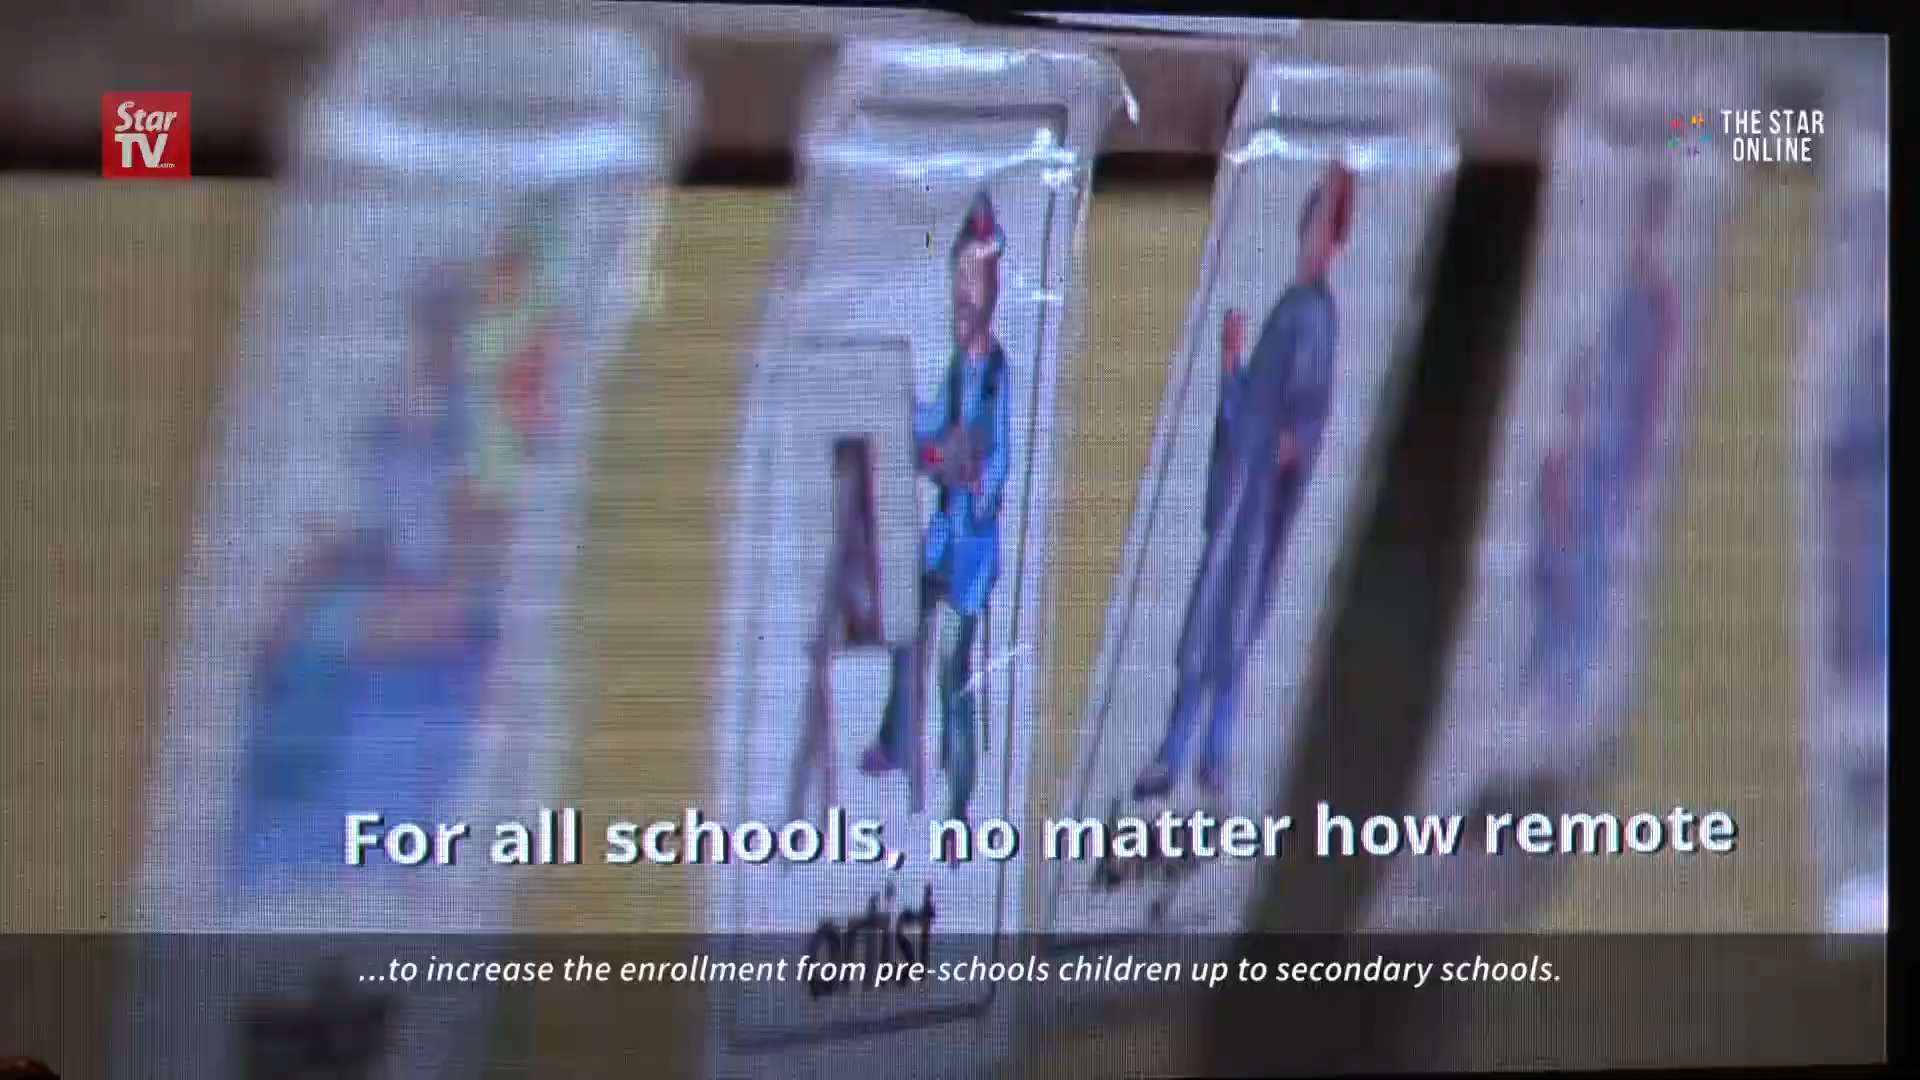 Star
TV
.com
THE STAR
ONLINE
For all schools, no matter how remote
artist
...to increase the enrollment from pre-schools children up to secondary schools.